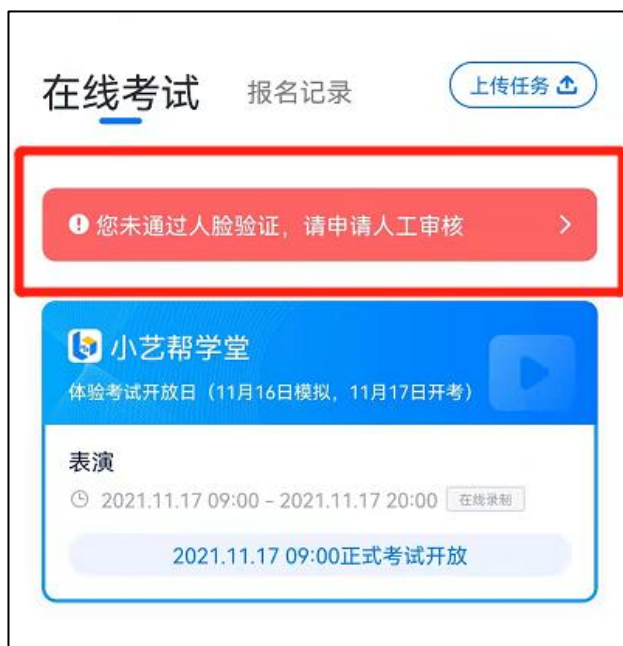 在线考试 报名记录 上传任务
您未通过人脸验证，请申请人工审核
小艺帮学堂
体验考试开放日（11月16日模拟，11月17日开考）
表演
2021.11.17 09:00 - 2021.11.17 20:00 在线录制
2021.11.17 09:00正式考试开放